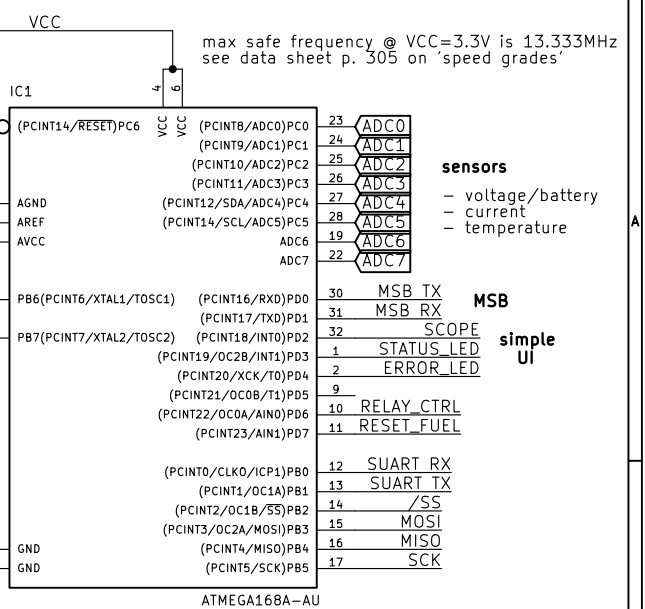 VCC
max safe frequency @ VCC=3.3V is 13.333MHz
see data sheet p. 305 on 'speed grades'
IC1
4 6
VCC VCC
(PCINT14/RESET)PC6 (PCINT8/ADC0)PC0 23 ADC0
(PCINT9/ADC1)PC1 24 ADC1
(PCINT10/ADC2)PC2 25 ADC2
(PCINT11/ADC3)PC3 26 ADC3
AGND (PCINT12/SDA/ADC4)PC4 27 ADC4
AREF (PCINT14/SCL/ADC5)PC5 28 ADC5
AVCC ADC6 19 ADC6
ADC7 22 ADC7
sensors
– voltage/battery
– current
– temperature
A
PB6(PCINT6/XTAL1/TOSC1) (PCINT16/RXD)PD0 30 MSB TX
(PCINT17/TXD)PD1 31 MSB RX
MSB
PB7(PCINT7/XTAL2/TOSC2) (PCINT18/INT0)PD2 32 SCOPE
(PCINT19/OC2B/INT1)PD3 1 STATUS_LED
(PCINT20/XCK/T0)PD4 2 ERROR_LED
simple
UI
(PCINT21/OC0B/T1)PD5 9
(PCINT22/OC0A/AIN0)PD6 10 RELAY_CTRL
(PCINT23/AIN1)PD7 11 RESET_FUEL
(PCINT0/CLKO/ICP1)PB0 12 SUART RX
(PCINT1/OC1A)PB1 13 SUART TX
(PCINT2/OC1B/SS)PB2 14 /SS
(PCINT3/OC2A/MOSI)PB3 15 MOSI
GND (PCINT4/MISO)PB4 16 MISO
GND (PCINT5/SCK)PB5 17 SCK
ATMEGA168A-AU